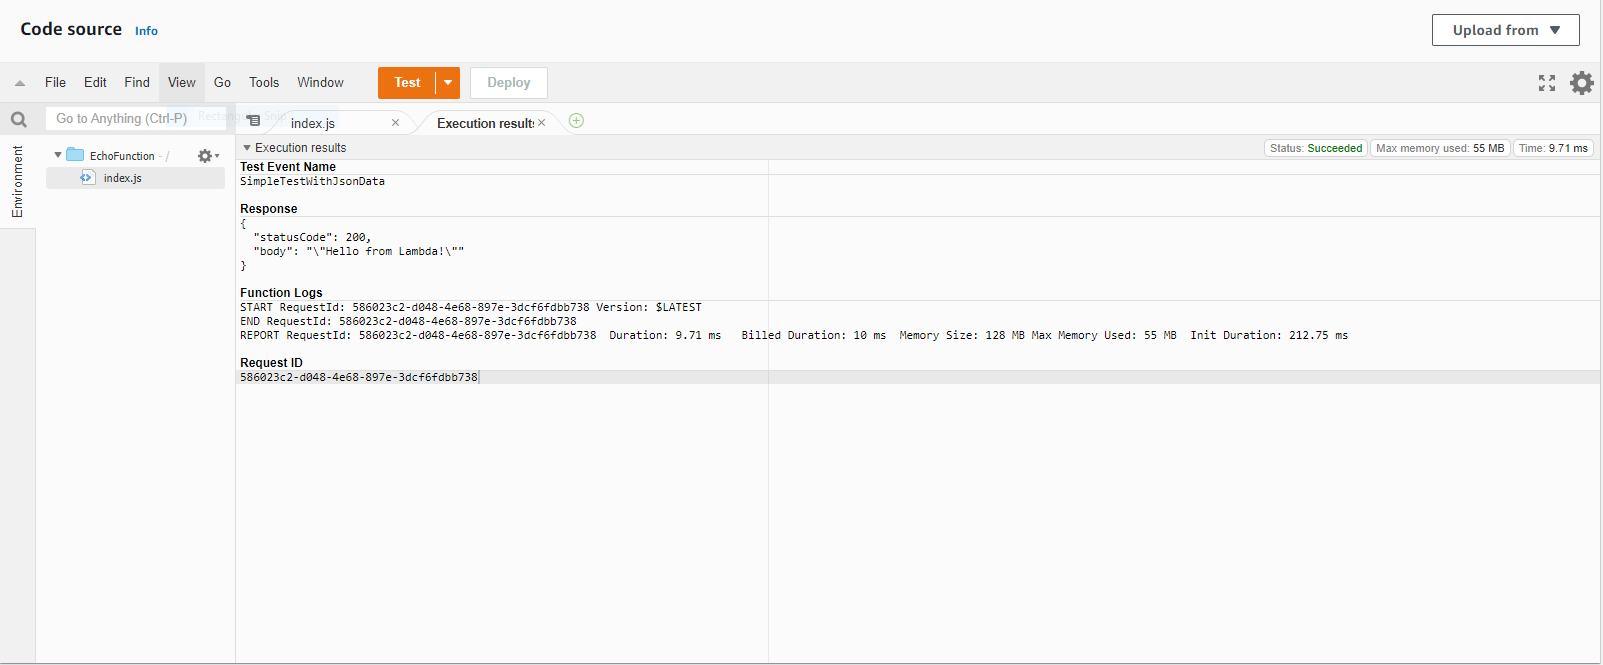 Code source Info
Upload from
File Edit Find View Go Tools Window Test Deploy
Go to Anything (Ctrl-P)
index.js
Execution results
Environment
EchoFunction - /
index.js
Execution results
Status: Succeeded Max memory used: 55 MB Time: 9.71 ms
Test Event Name
SimpleTestWithJsonData
Response
{
"statusCode": 200,
"body": "\"Hello from Lambda!\""
}
Function Logs
START RequestId: 586023c2-d048-4e68-897e-3dcf6fdbb738 Version: $LATEST
END RequestId: 586023c2-d048-4e68-897e-3dcf6fdbb738
REPORT RequestId: 586023c2-d048-4e68-897e-3dcf6fdbb738 Duration: 9.71 ms Billed Duration: 10 ms Memory Size: 128 MB Max Memory Used: 55 MB Init Duration: 212.75 ms
Request ID
586023c2-d048-4e68-897e-3dcf6fdbb738